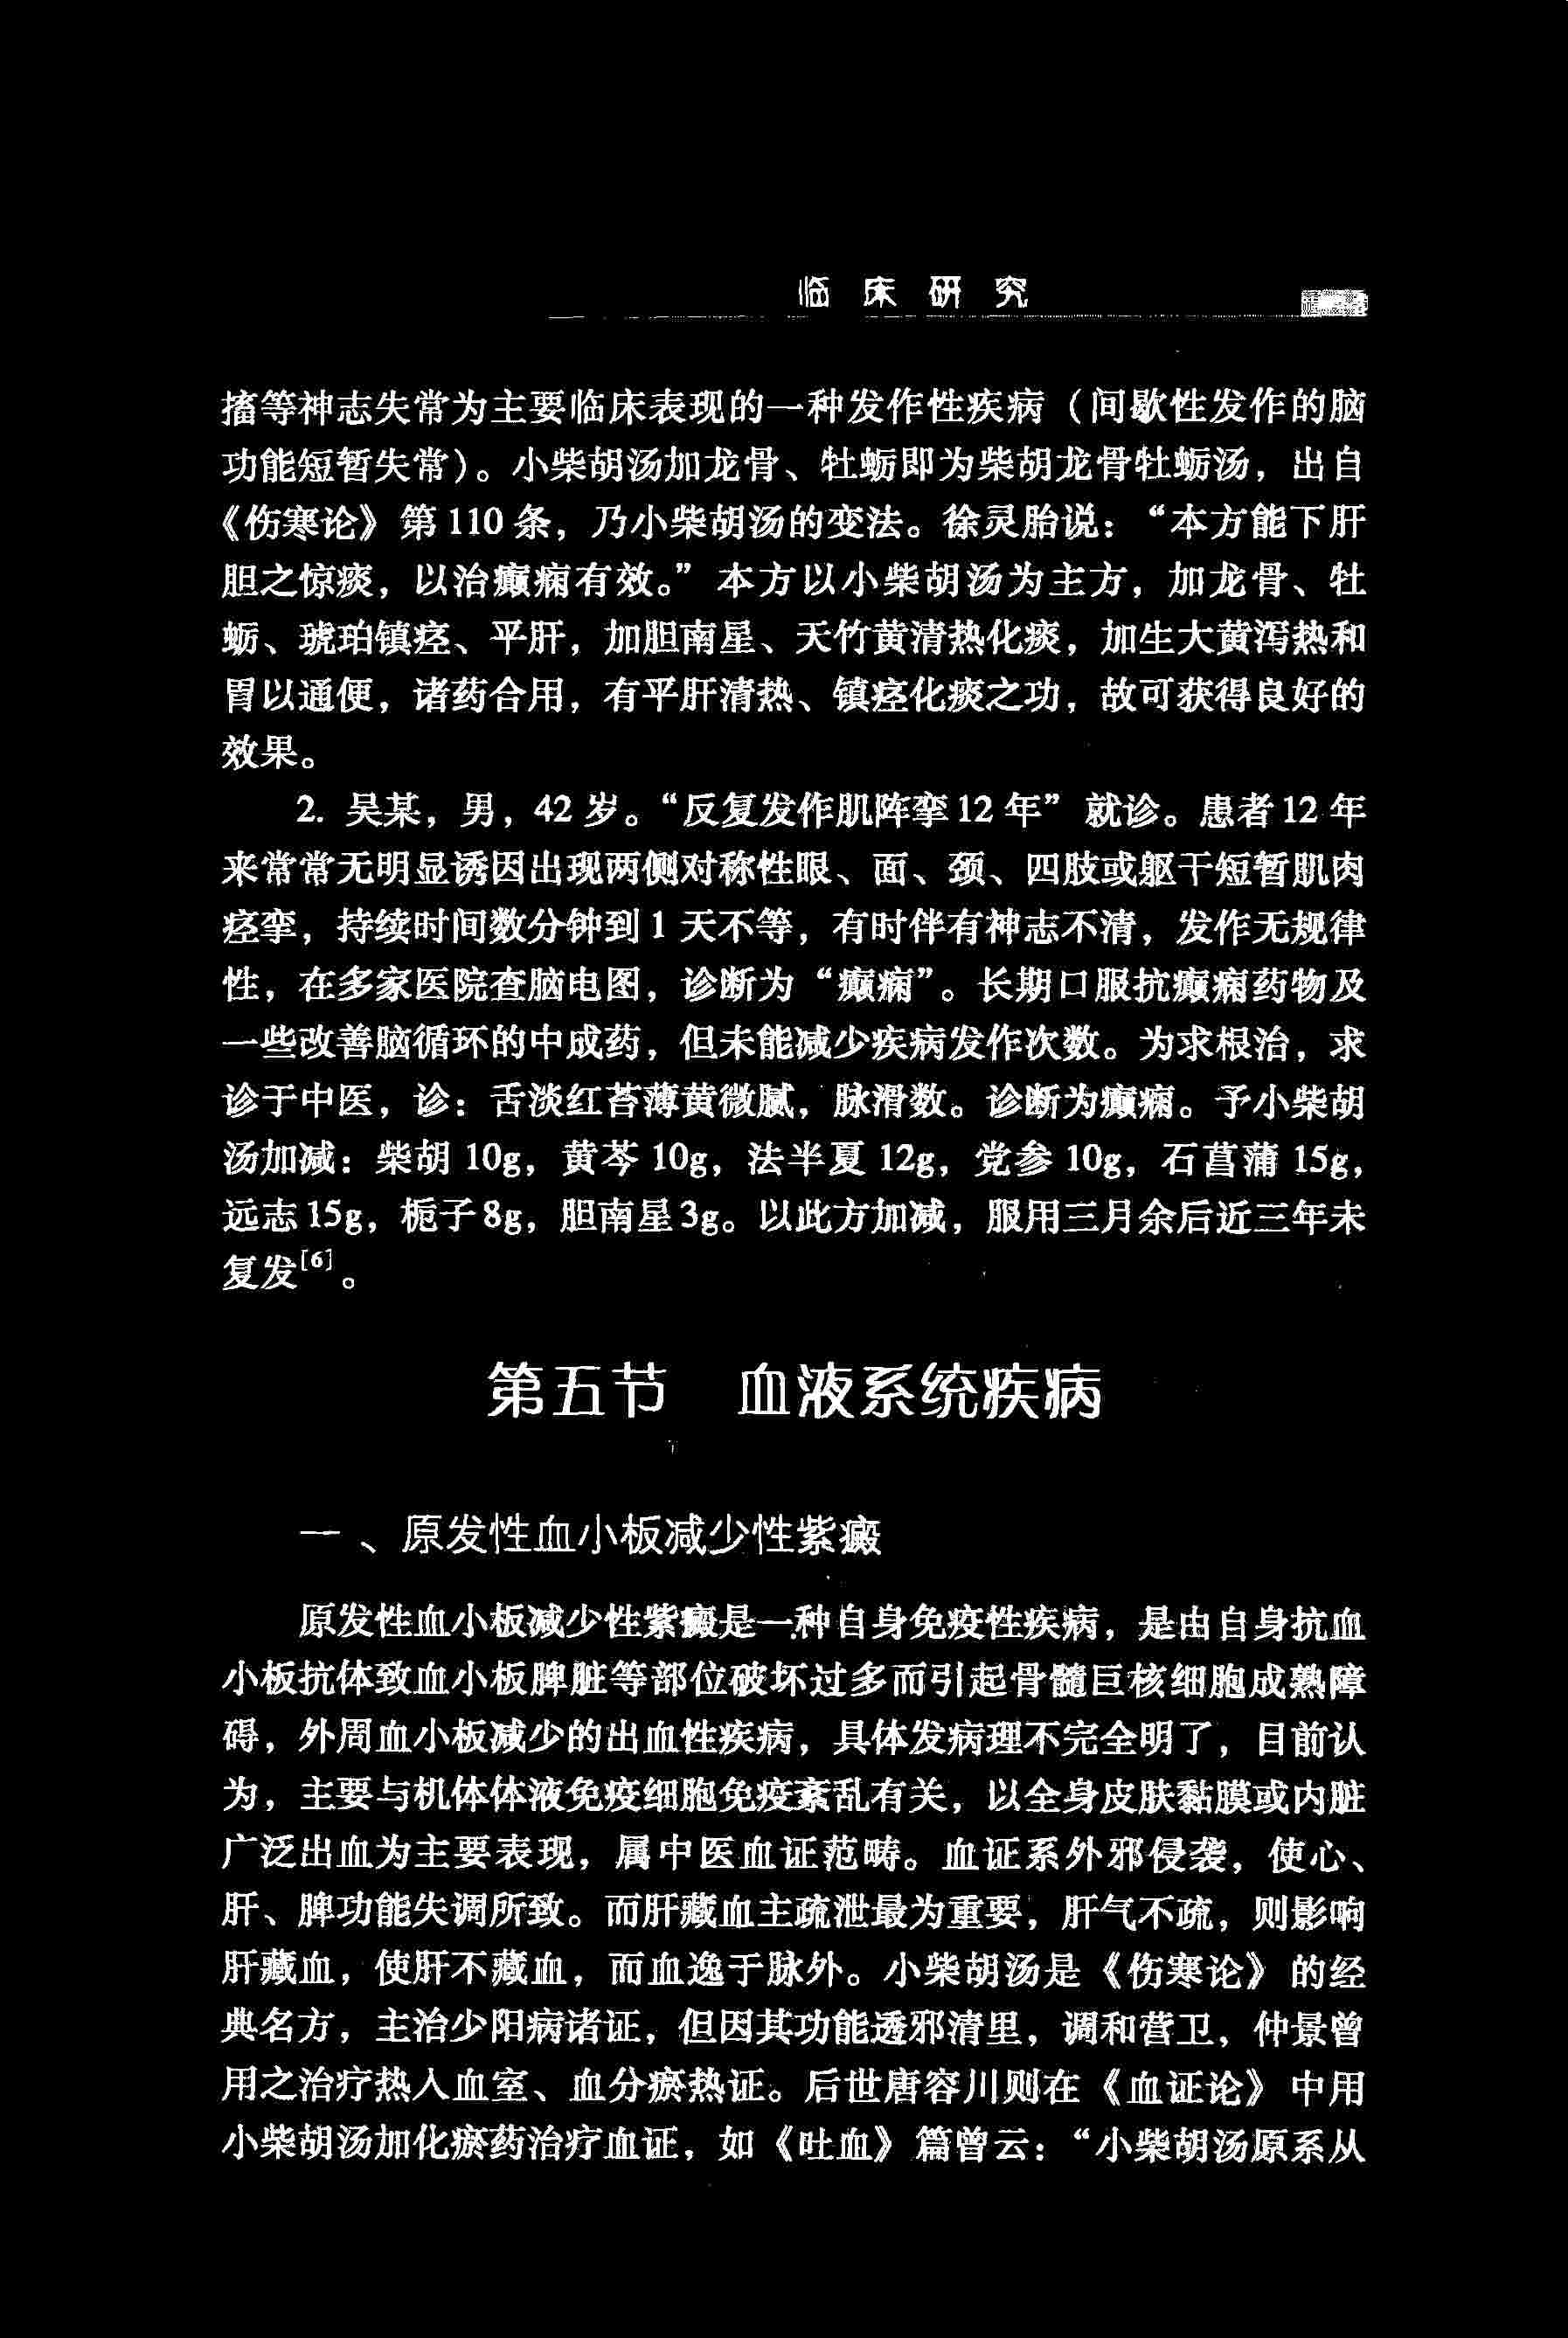 临床研究
搐等神志失常为主要临床表现的一种发作性疾病（间歇性发作的脑
功能短暂失常）。小柴胡汤加龙骨、牡蛎即为柴胡龙骨牡蛎汤，出自
《伤寒论》第110条，乃小柴胡汤的变法。徐灵胎说：“本方能下肝
胆之惊痰，以治癫痫有效。”本方以小柴胡汤为主方，加龙骨、牡
蛎、琥珀镇痉、平肝，加胆南星、天竹黄清热化痰，加生大黄泻热和
胃以通便，诸药合用，有平肝清热、镇痉化痰之功，故可获得良好的
效果。
2. 吴某，男，42岁。“反复发作肌阵挛12年”就诊。患者12年
来常常无明显诱因出现两侧对称性眼、面、颈、四肢或躯干短暂肌肉
痉挛，持续时间数分钟到1天不等，有时伴有神志不清，发作无规律
性，在多家医院查脑电图，诊断为“癫痫”。长期口服抗癫痫药物及
一些改善脑循环的中成药，但未能减少疾病发作次数。为求根治，求
诊于中医，诊：舌淡红苔薄黄微腻，脉滑数。诊断为癫痫。予小柴胡
汤加减：柴胡10g，黄芩10g，法半夏12g，党参10g，石菖蒲15g，
远志15g，栀子8g，胆南星3g。以此方加减，服用三月余后近三年未
复发[6]。
第五节 血液系统疾病
一、原发性血小板减少性紫癜
原发性血小板减少性紫癜是一种自身免疫性疾病，是由自身抗血
小板抗体致血小板脾脏等部位破坏过多而引起骨髓巨核细胞成熟障
碍，外周血小板减少的出血性疾病，具体发病理不完全明了，目前认
为，主要与机体体液免疫细胞免疫紊乱有关，以全身皮肤黏膜或内脏
广泛出血为主要表现，属中医血证范畴。血证系外邪侵袭，使心、
肝、脾功能失调所致。而肝藏血主疏泄最为重要，肝气不疏，则影响
肝藏血，使肝不藏血，而血逸于脉外。小柴胡汤是《伤寒论》的经
典名方，主治少阳病诸证，但因其功能透邪清里，调和营卫，仲景曾
用之治疗热入血室、血分瘀热证。后世唐容川则在《血证论》中用
小柴胡汤加化瘀药治疗血证，如《吐血》篇曾云：“小柴胡汤原系从